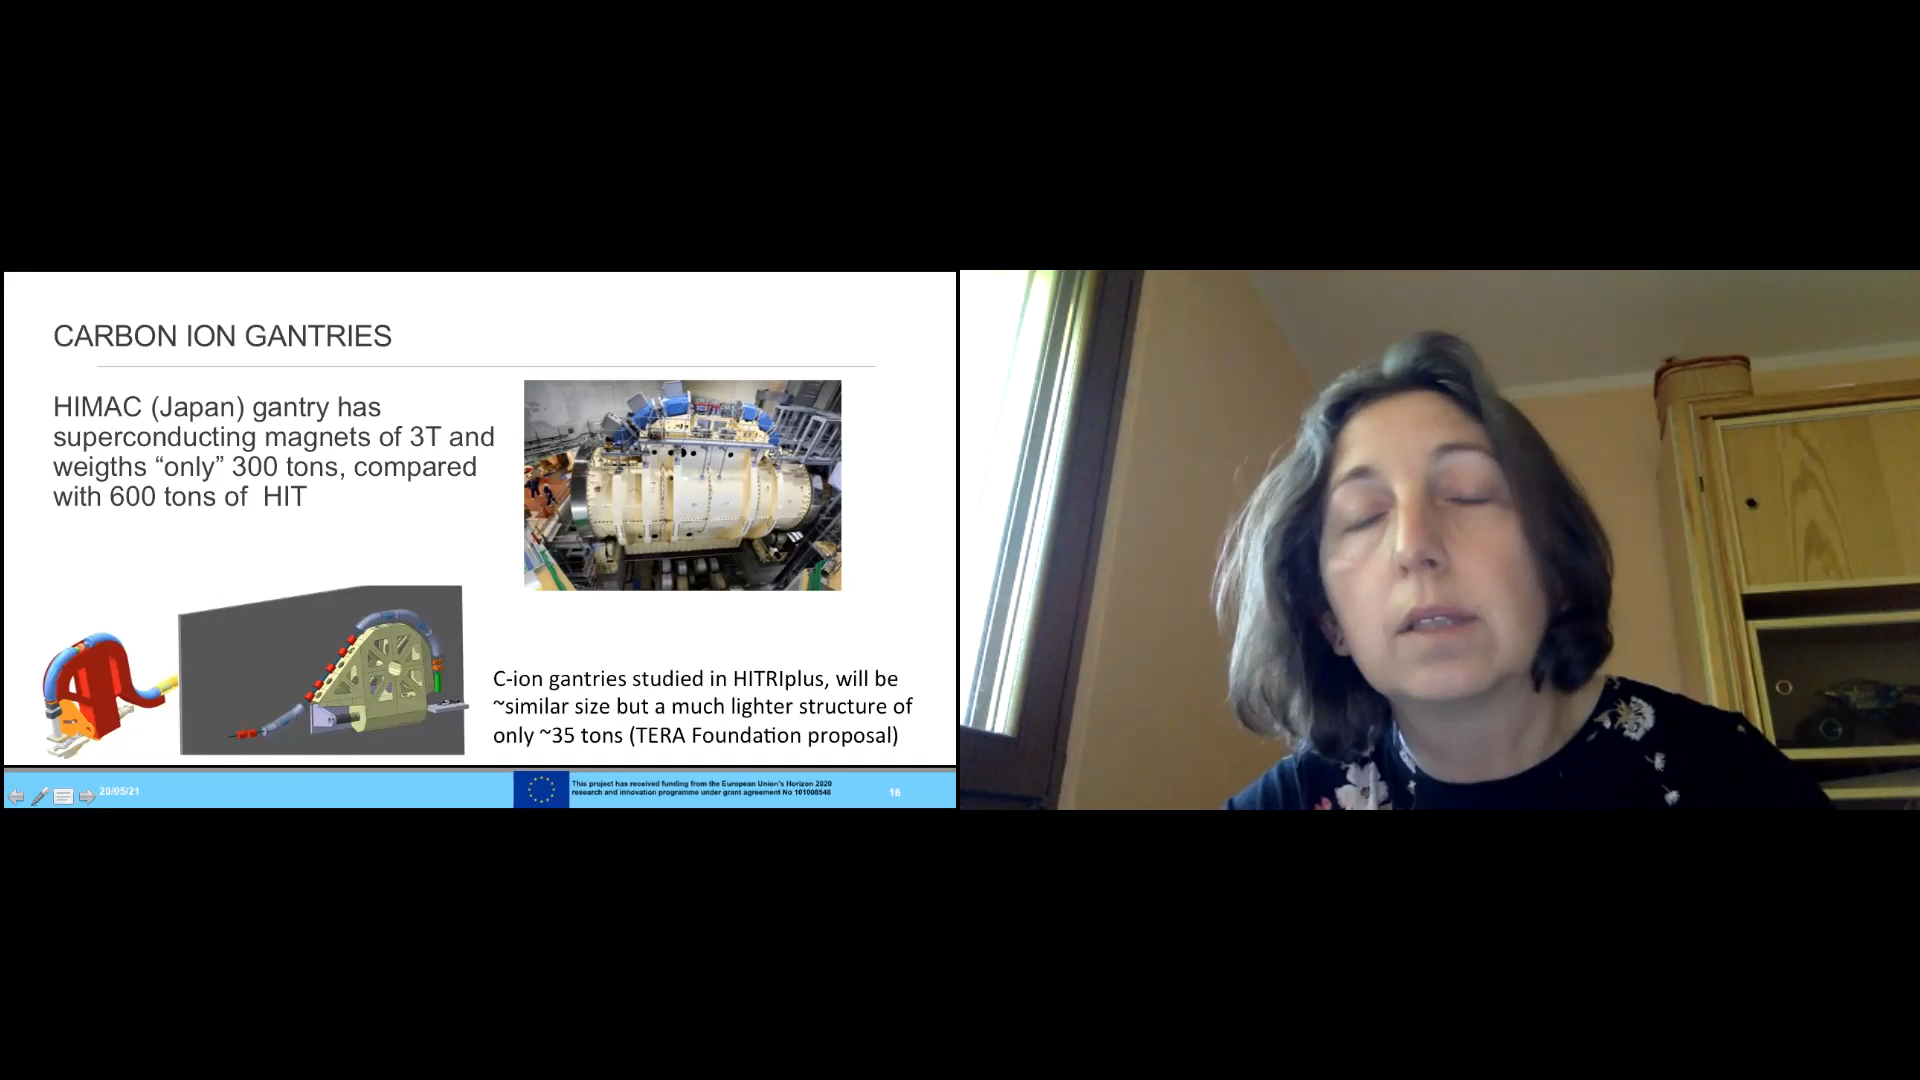 CARBON ION GANTRIES
HIMAC (Japan) gantry has
superconducting magnets of 3T and
weigths “only” 300 tons, compared
with 600 tons of HIT
C-ion gantries studied in HITRIplus, will be
~similar size but a much lighter structure of
only ~35 tons (TERA Foundation proposal)
20/05/21
This project has received funding from the European Union's Horizon 2020
research and innovation programme under grant agreement No 101008548
16